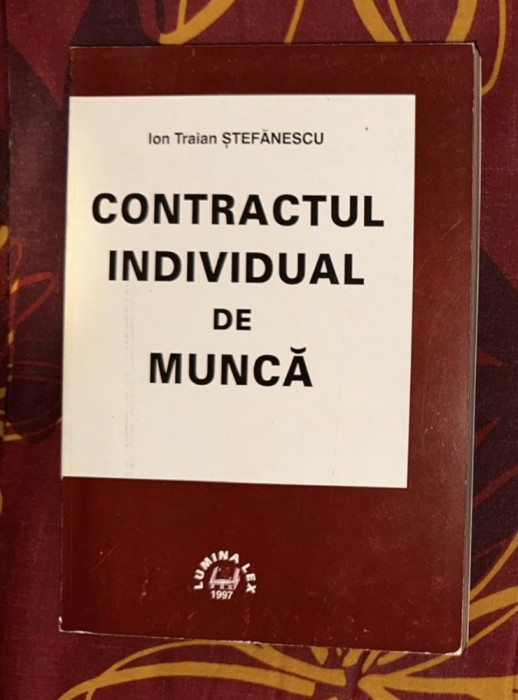 Ion Traian ȘTEFĂNESCU
CONTRACTUL
INDIVIDUAL
DE
MUNCĂ
LUMINA LEX
1997